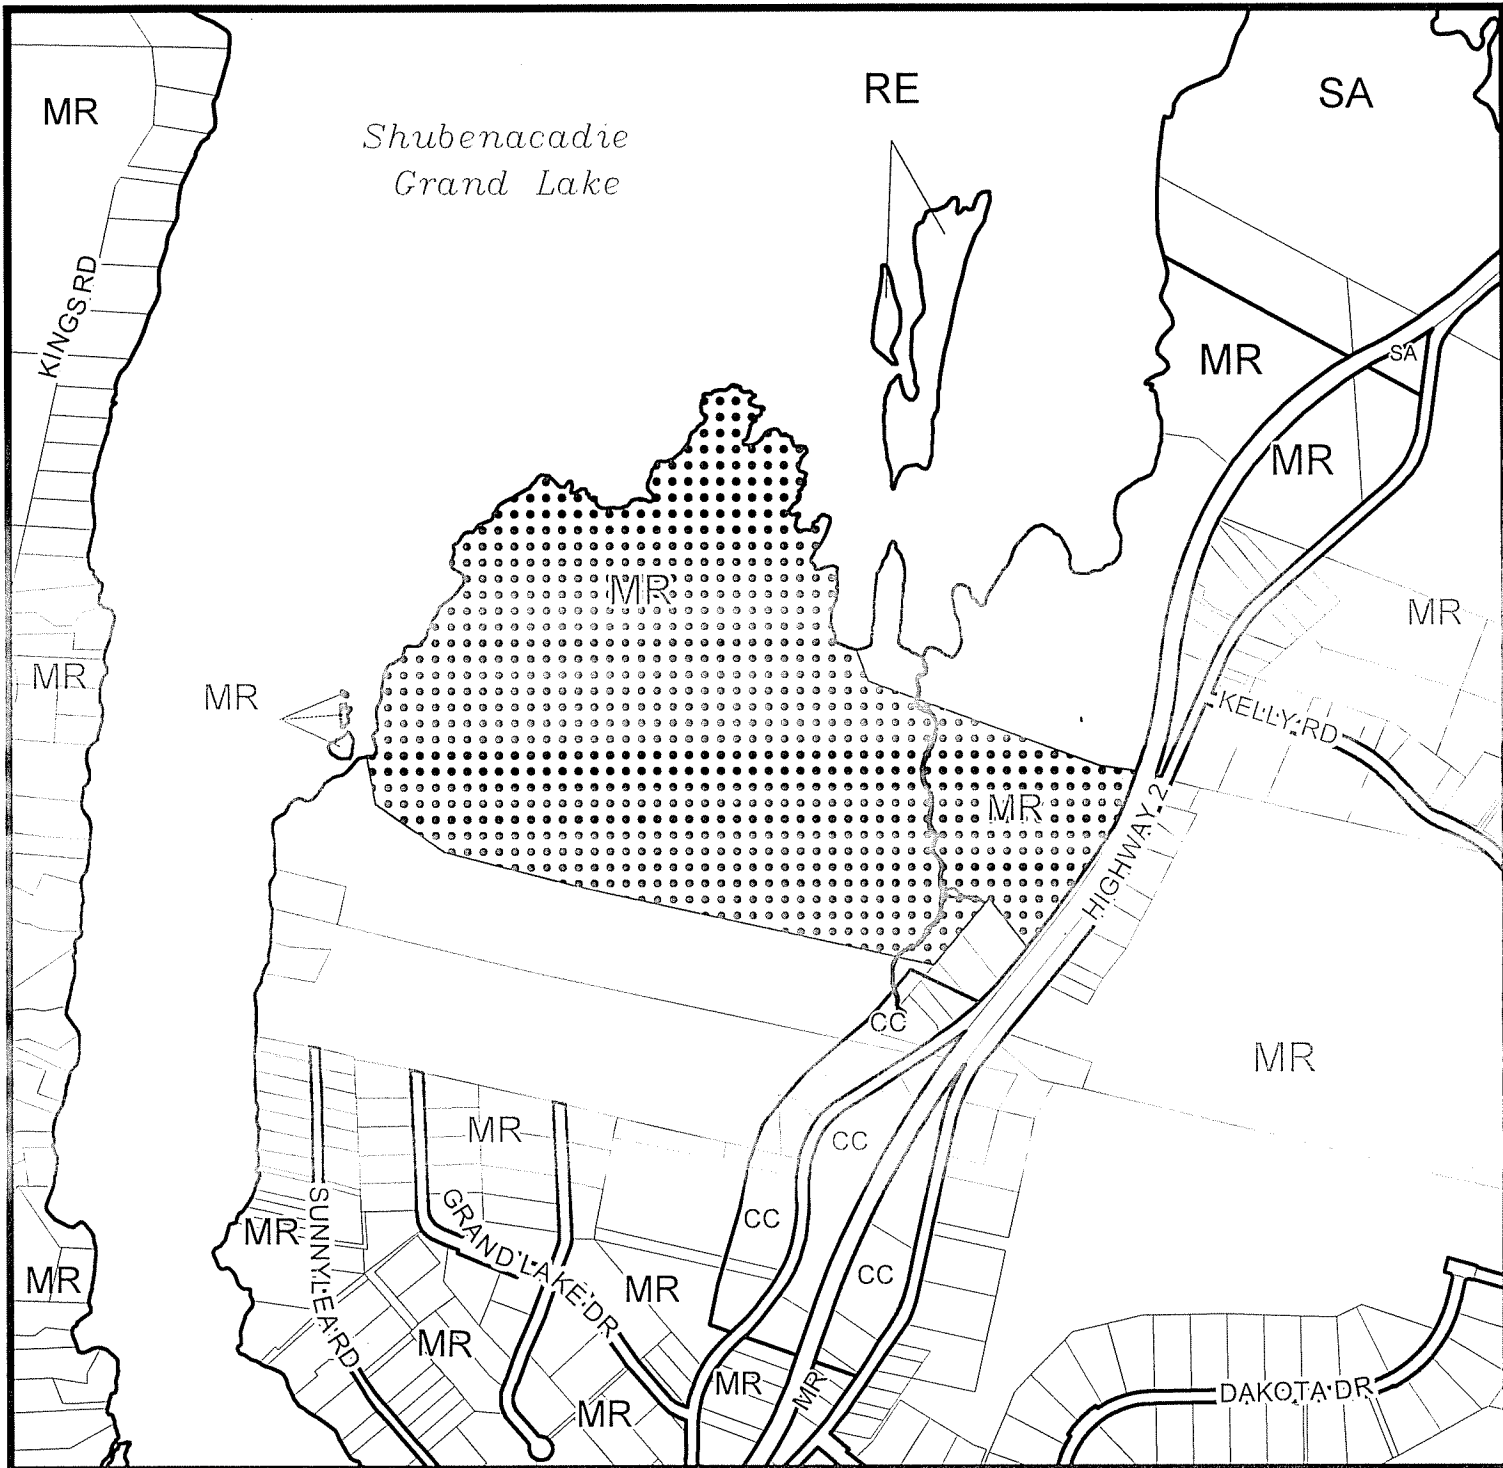 RE
SA
MR
Shubenacadie
Grand Lake
KINGS RD
MR
SA
MR
MR
MR
MR
MR
KELLY RD
MR
HIGHWAY 2
CC
MR
MR
CC
SUNNYLEA RD
GRAND LAKE DR
CC
MR
CC
MR
MR
MR
MR
MR
MR
DAKOTA DR